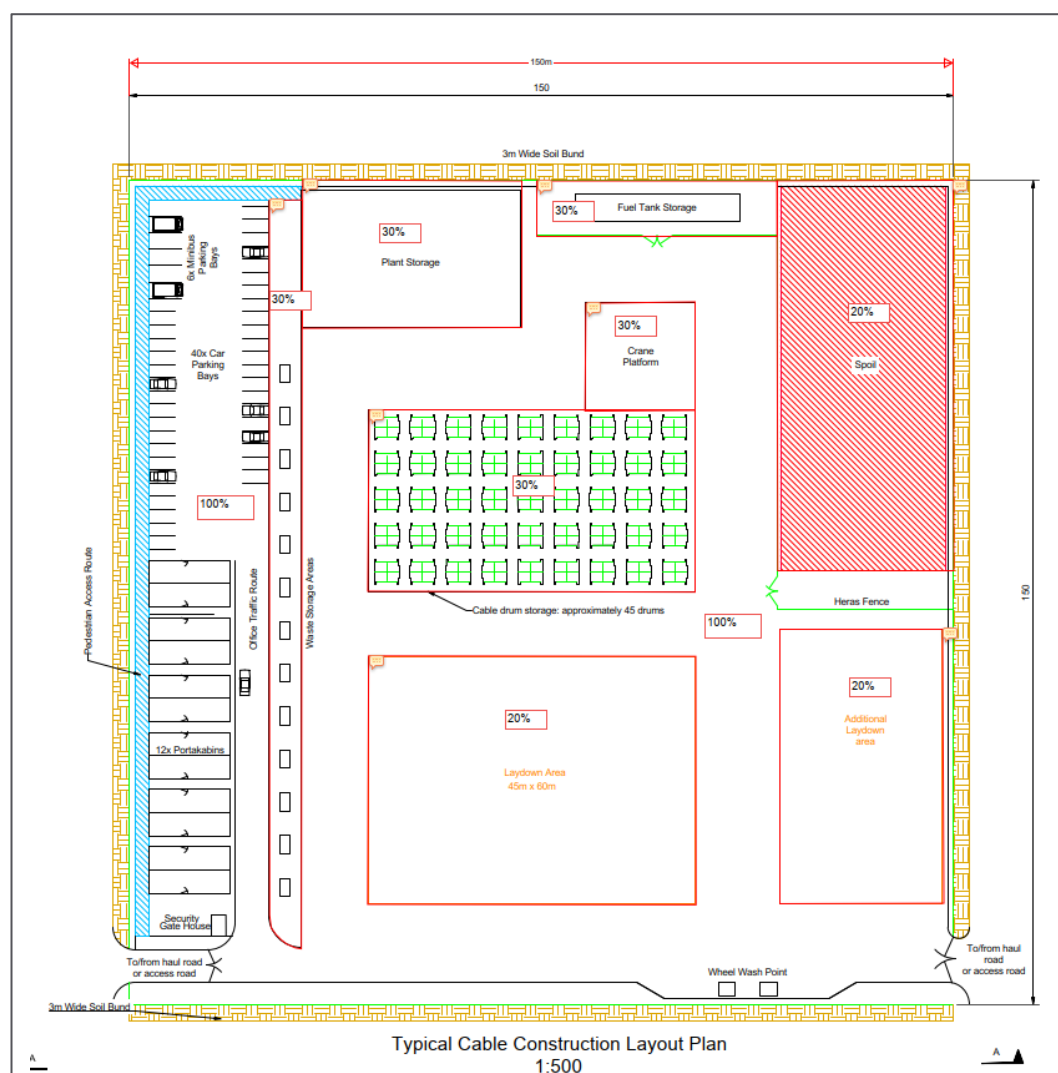 150m
150
3m Wide Soil Bund
30%
Fuel Tank Storage
6x Minibus
Parking
Bays
30%
Plant Storage
30%
20%
Spoil
30%
Crane
Platform
40x Car
Parking
Bays
100%
30%
Pedestrian Access Route
Office Traffic Route
Waste Storage Areas
Cable drum storage: approximately 45 drums
Heras Fence
150
100%
20%
Additional
Laydown
area
20%
Laydown Area
45m x 60m
12x Portakabins
Security
Gate House
To/from haul road
or access road
Wheel Wash Point
To/from haul
road
or access road
3m Wide Soil Bund
Typical Cable Construction Layout Plan
1:500
A
A